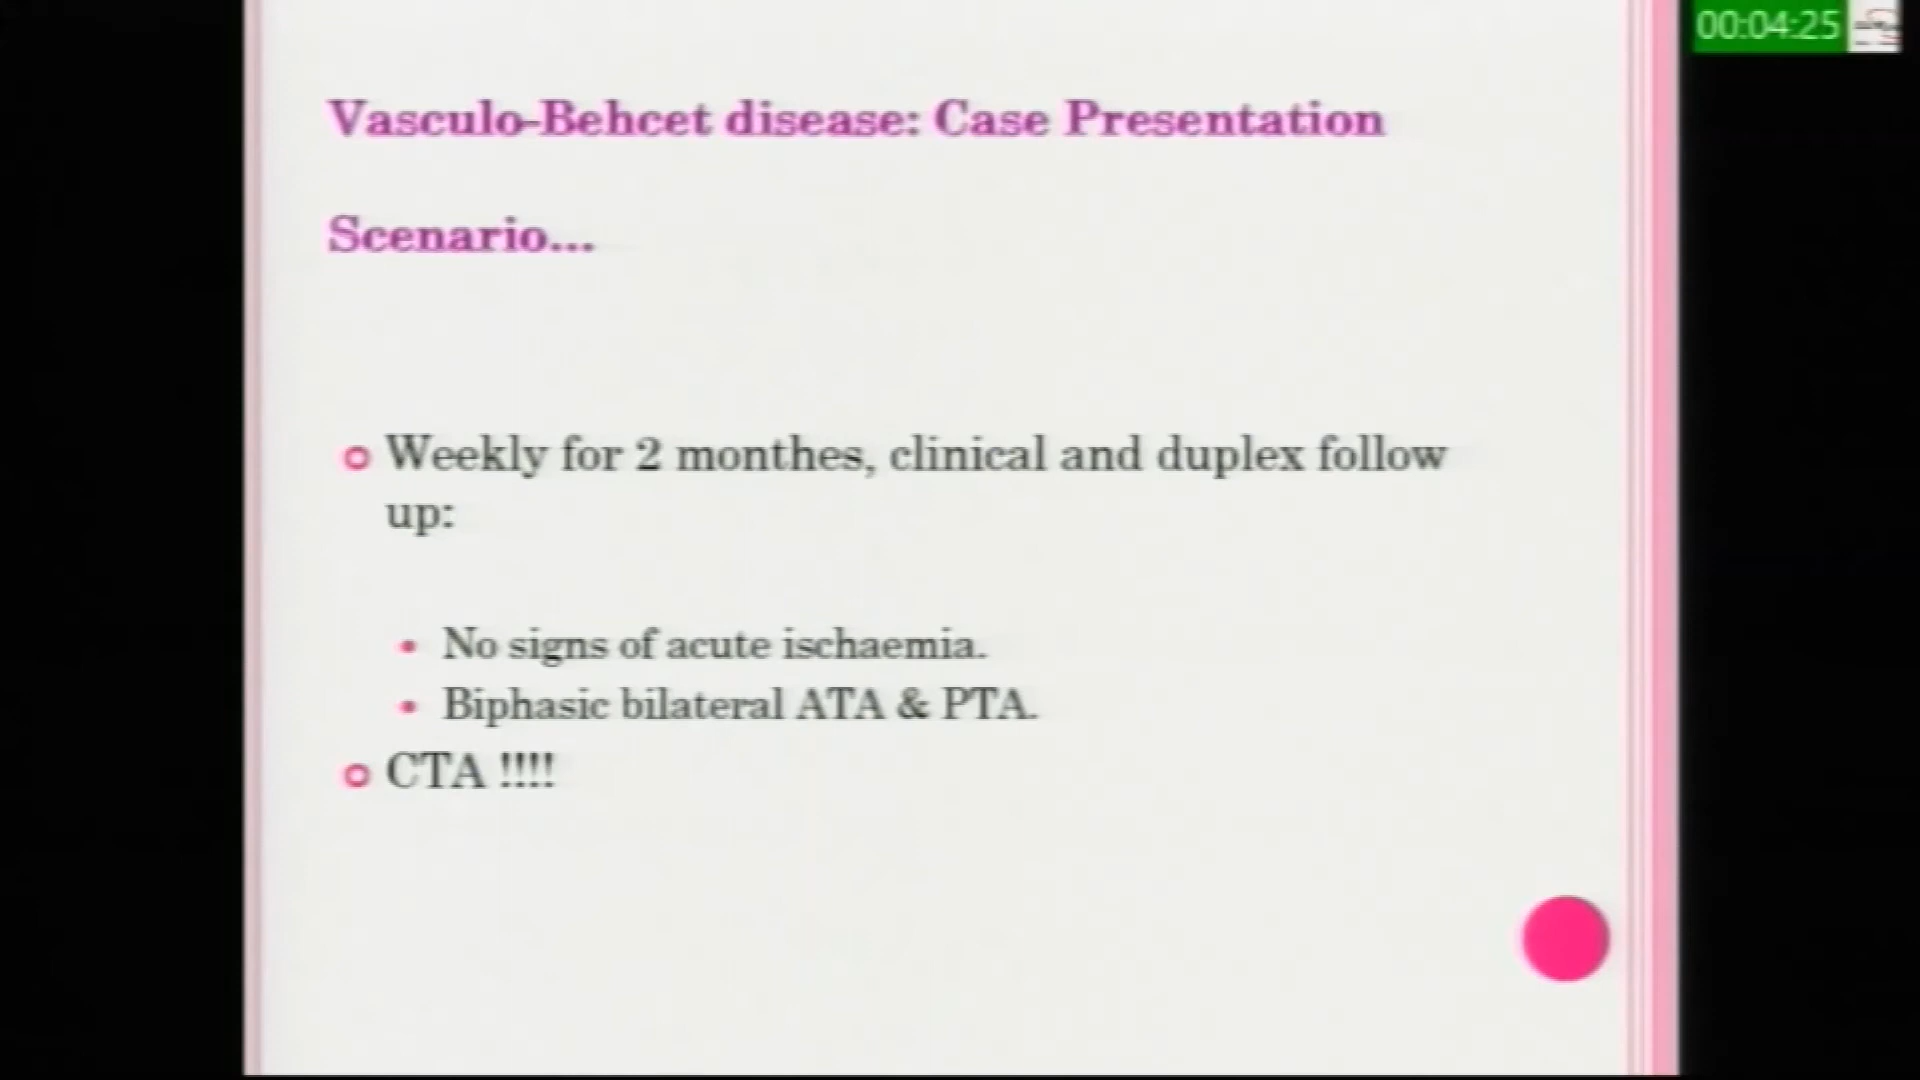 00:04:25
Vasculo-Behcet disease: Case Presentation
Scenario...
Weekly for 2 monthes, clinical and duplex follow
up:
No signs of acute ischaemia.
Biphasic bilateral ATA & PTA.
CTA !!!!